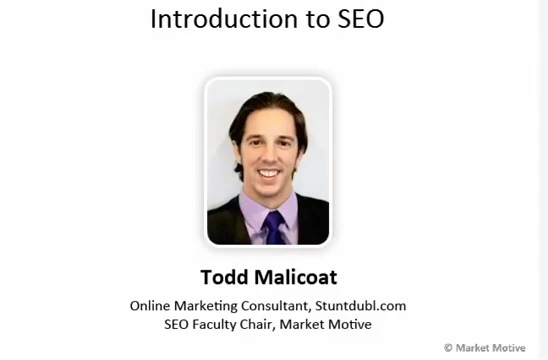 Introduction to SEO
Todd Malicoat
Online Marketing Consultant, Stuntdubl.com
SEO Faculty Chair, Market Motive
© Market Motive